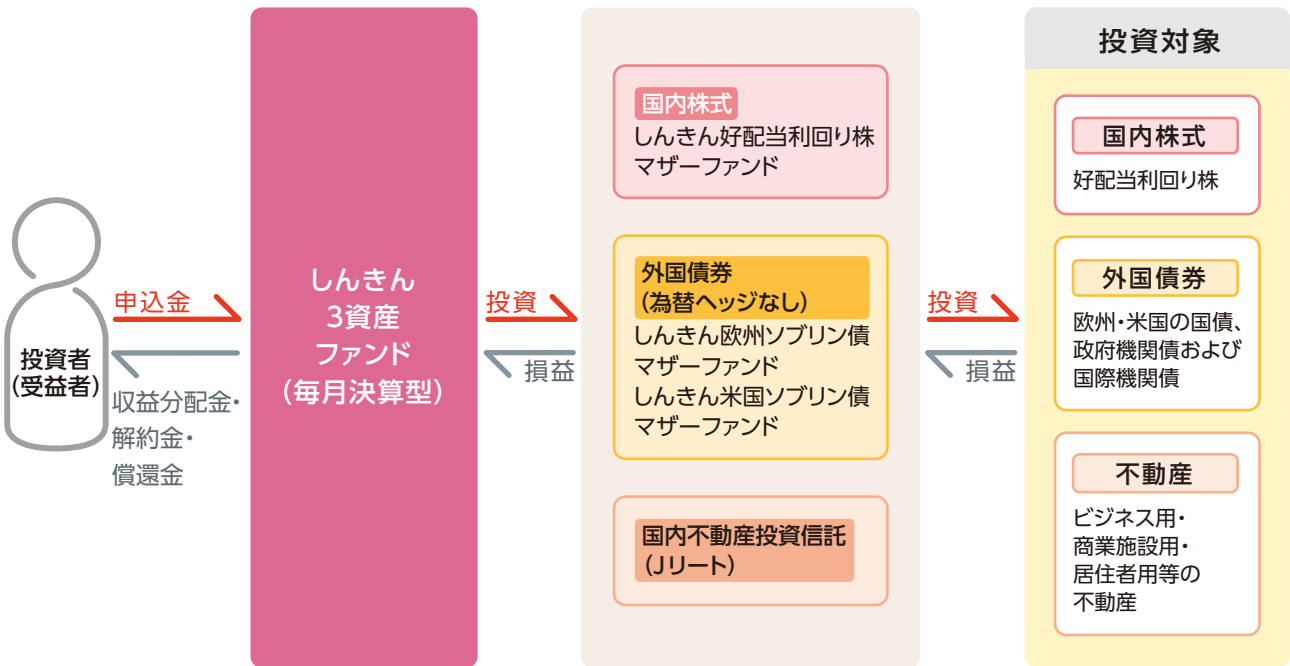 投資者
(受益者)
申込金
収益分配金・
解約金・
償還金
しんきん
3資産
ファンド
(毎月決算型)
投資
損益
国内株式
しんきん好配当利回り株
マザーファンド
外国債券
(為替ヘッジなし)
しんきん欧州ソブリン債
マザーファンド
しんきん米国ソブリン債
マザーファンド
国内不動産投資信託
(Jリート)
投資
損益
投資対象
国内株式
好配当利回り株
外国債券
欧州・米国の国債、
政府機関債および
国際機関債
不動産
ビジネス用・
商業施設用・
居住者用等の
不動産